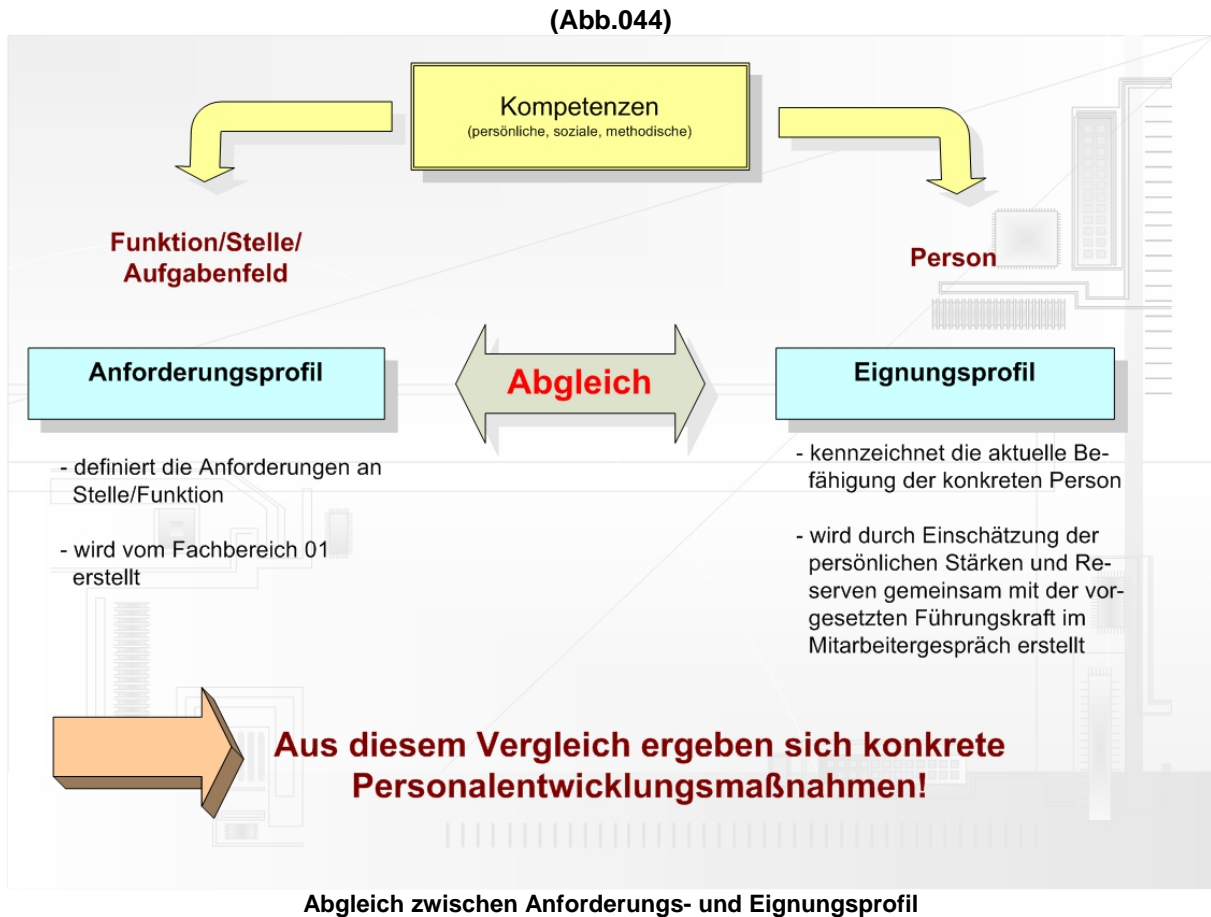 (Abb.044)
Kompetenzen
(persönliche, soziale, methodische)
Funktion/Stelle/
Aufgabenfeld
Person
Anforderungsprofil
Abgleich
Eignungsprofil
- definiert die Anforderungen an
Stelle/Funktion
- wird vom Fachbereich 01
erstellt
- kennzeichnet die aktuelle Be-
fähigung der konkreten Person
- wird durch Einschätzung der
persönlichen Stärken und Re-
serven gemeinsam mit der vor-
gesetzten Führungskraft im
Mitarbeitergespräch erstellt
Aus diesem Vergleich ergeben sich konkrete
Personalentwicklungsmaßnahmen!
Abgleich zwischen Anforderungs- und Eignungsprofil